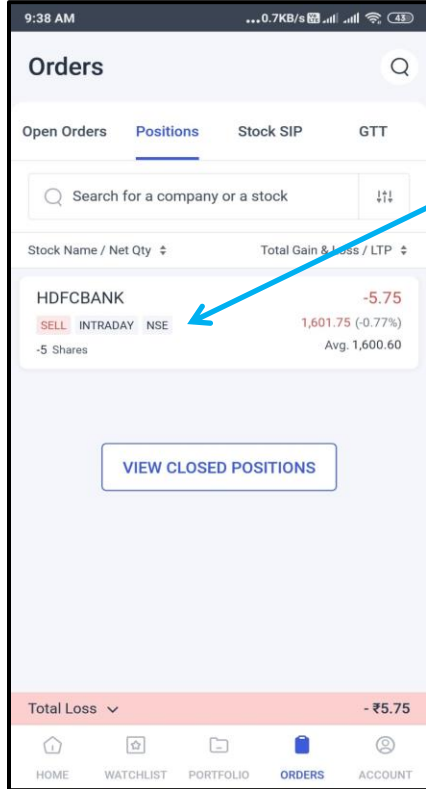 9:38 AM ...0.7KB/s 43
Orders
Open Orders Positions Stock SIP GTT
Search for a company or a stock
Stock Name / Net Qty Total Gain & Loss / LTP
HDFCBANK -5.75
SELL INTRADAY NSE 1,601.75 (-0.77%)
-5 Shares Avg. 1,600.60
VIEW CLOSED POSITIONS
Total Loss - ₹5.75
HOME WATCHLIST PORTFOLIO ORDERS ACCOUNT